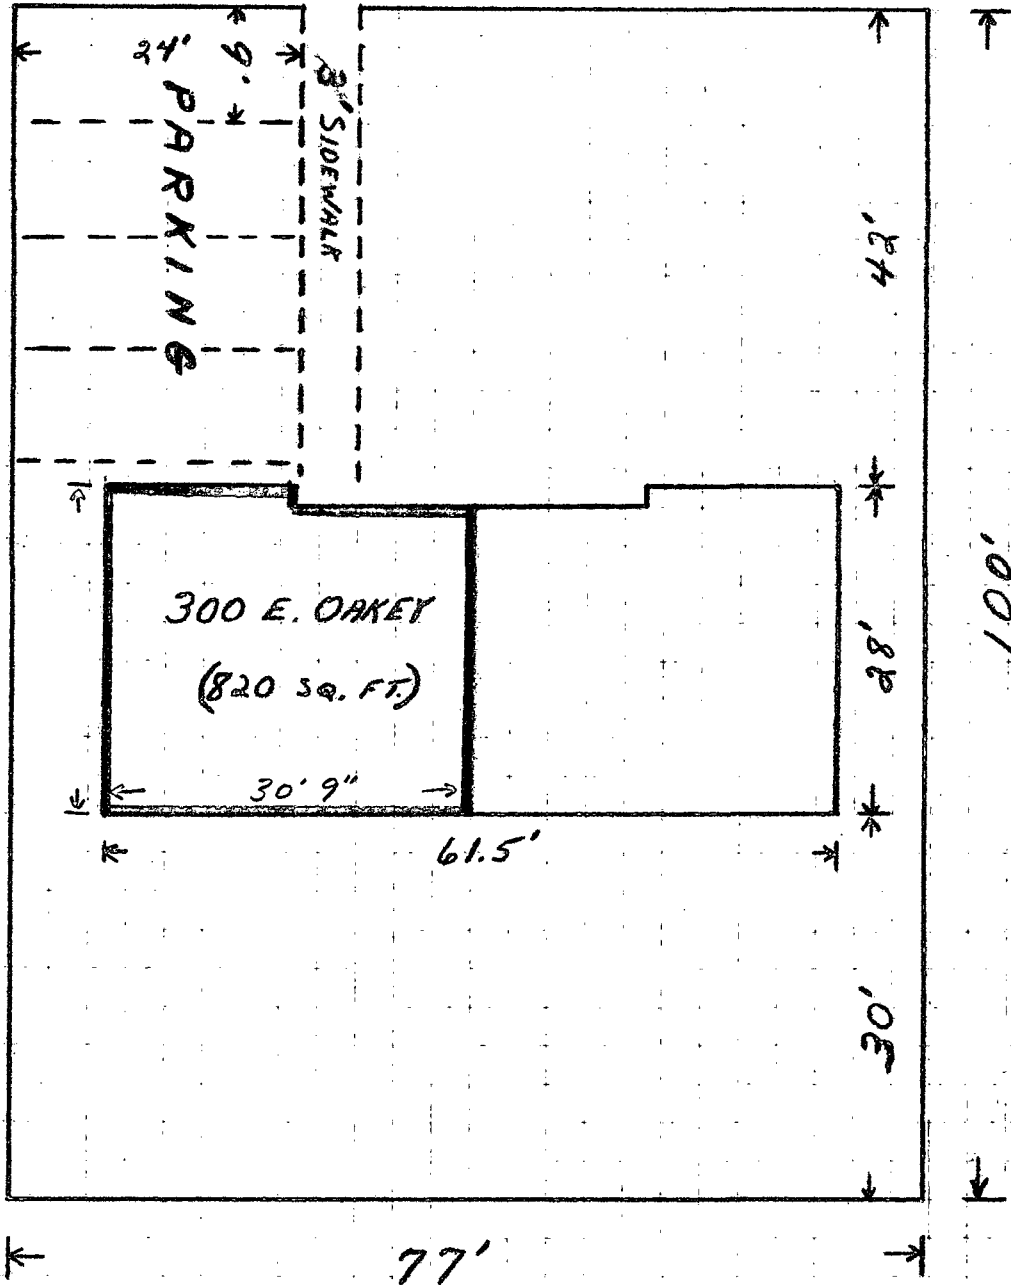 24'
9'
PARKING
3' SIDEWALK
42'
300 E. OAKEY
(820 SQ. FT.)
30' 9"
28'
100'
61.5'
30'
77'